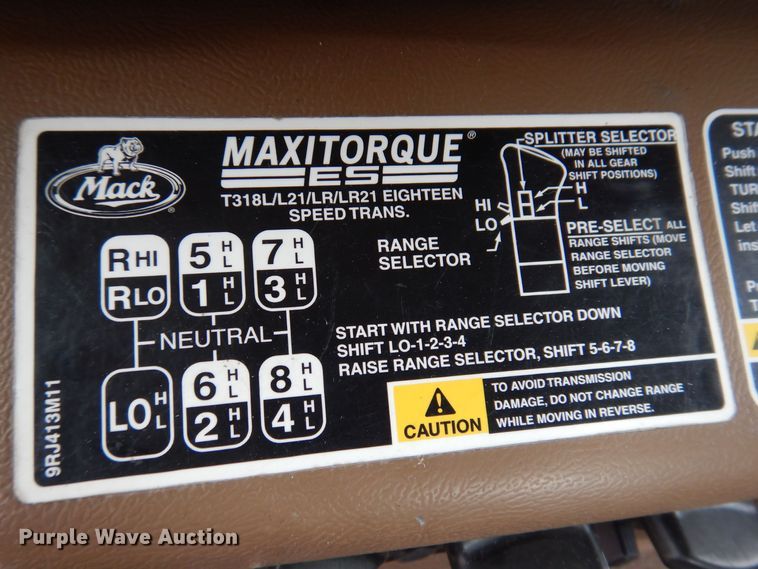 Mack
MAXITORQUE®
ES
T318L/L21/LR/LR21 EIGHTEEN
SPEED TRANS.
SPLITTER SELECTOR
(MAY BE SHIFTED
IN ALL GEAR
SHIFT POSITIONS)
H
L
HI
LO
RANGE
SELECTOR
PRE-SELECT ALL
RANGE SHIFTS (MOVE
RANGE SELECTOR
BEFORE MOVING
SHIFT LEVER)
R HI 5 H L 7 H L
R LO 1 H L 3 H L
NEUTRAL
LO H L 6 H L 8 H L
2 H L 4 H L
START WITH RANGE SELECTOR DOWN
SHIFT LO-1-2-3-4
RAISE RANGE SELECTOR, SHIFT 5-6-7-8
CAUTION
TO AVOID TRANSMISSION
DAMAGE, DO NOT CHANGE RANGE
WHILE MOVING IN REVERSE.
9RJ413M11
Push
Shift
Let
Purple Wave Auction